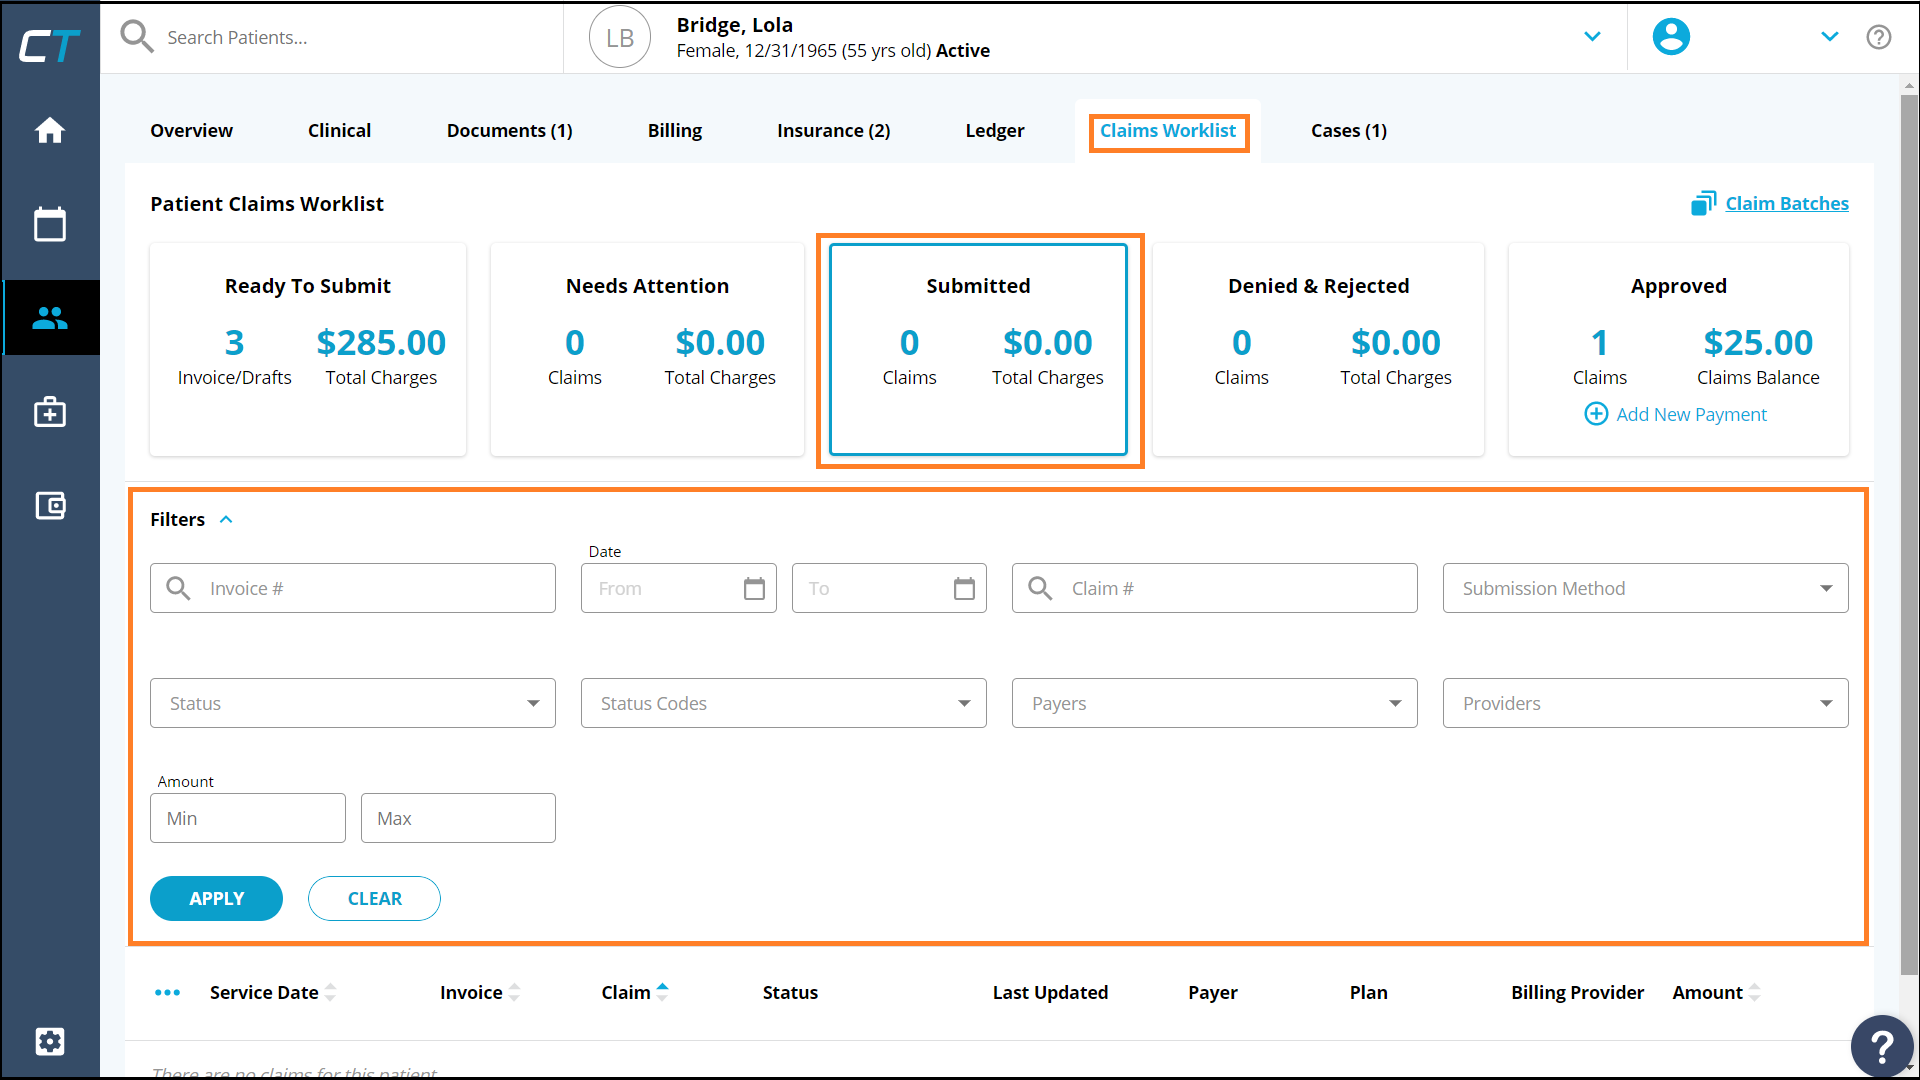 CT
Search Patients...
LB
Bridge, Lola
Female, 12/31/1965 (55 yrs old) Active
?
Overview Clinical Documents (1) Billing Insurance (2) Ledger Claims Worklist Cases (1)
Patient Claims Worklist
Claim Batches
Ready To Submit
3 $285.00
Invoice/Drafts Total Charges
Needs Attention
0 $0.00
Claims Total Charges
Submitted
0 $0.00
Claims Total Charges
Denied & Rejected
0 $0.00
Claims Total Charges
Approved
1 $25.00
Claims Claims Balance
Add New Payment
Filters
Date
Invoice # From To Claim # Submission Method
Status Status Codes Payers Providers
Amount
Min Max
APPLY CLEAR
Service Date Invoice Claim Status Last Updated Payer Plan Billing Provider Amount
There are no claims for this patient
?